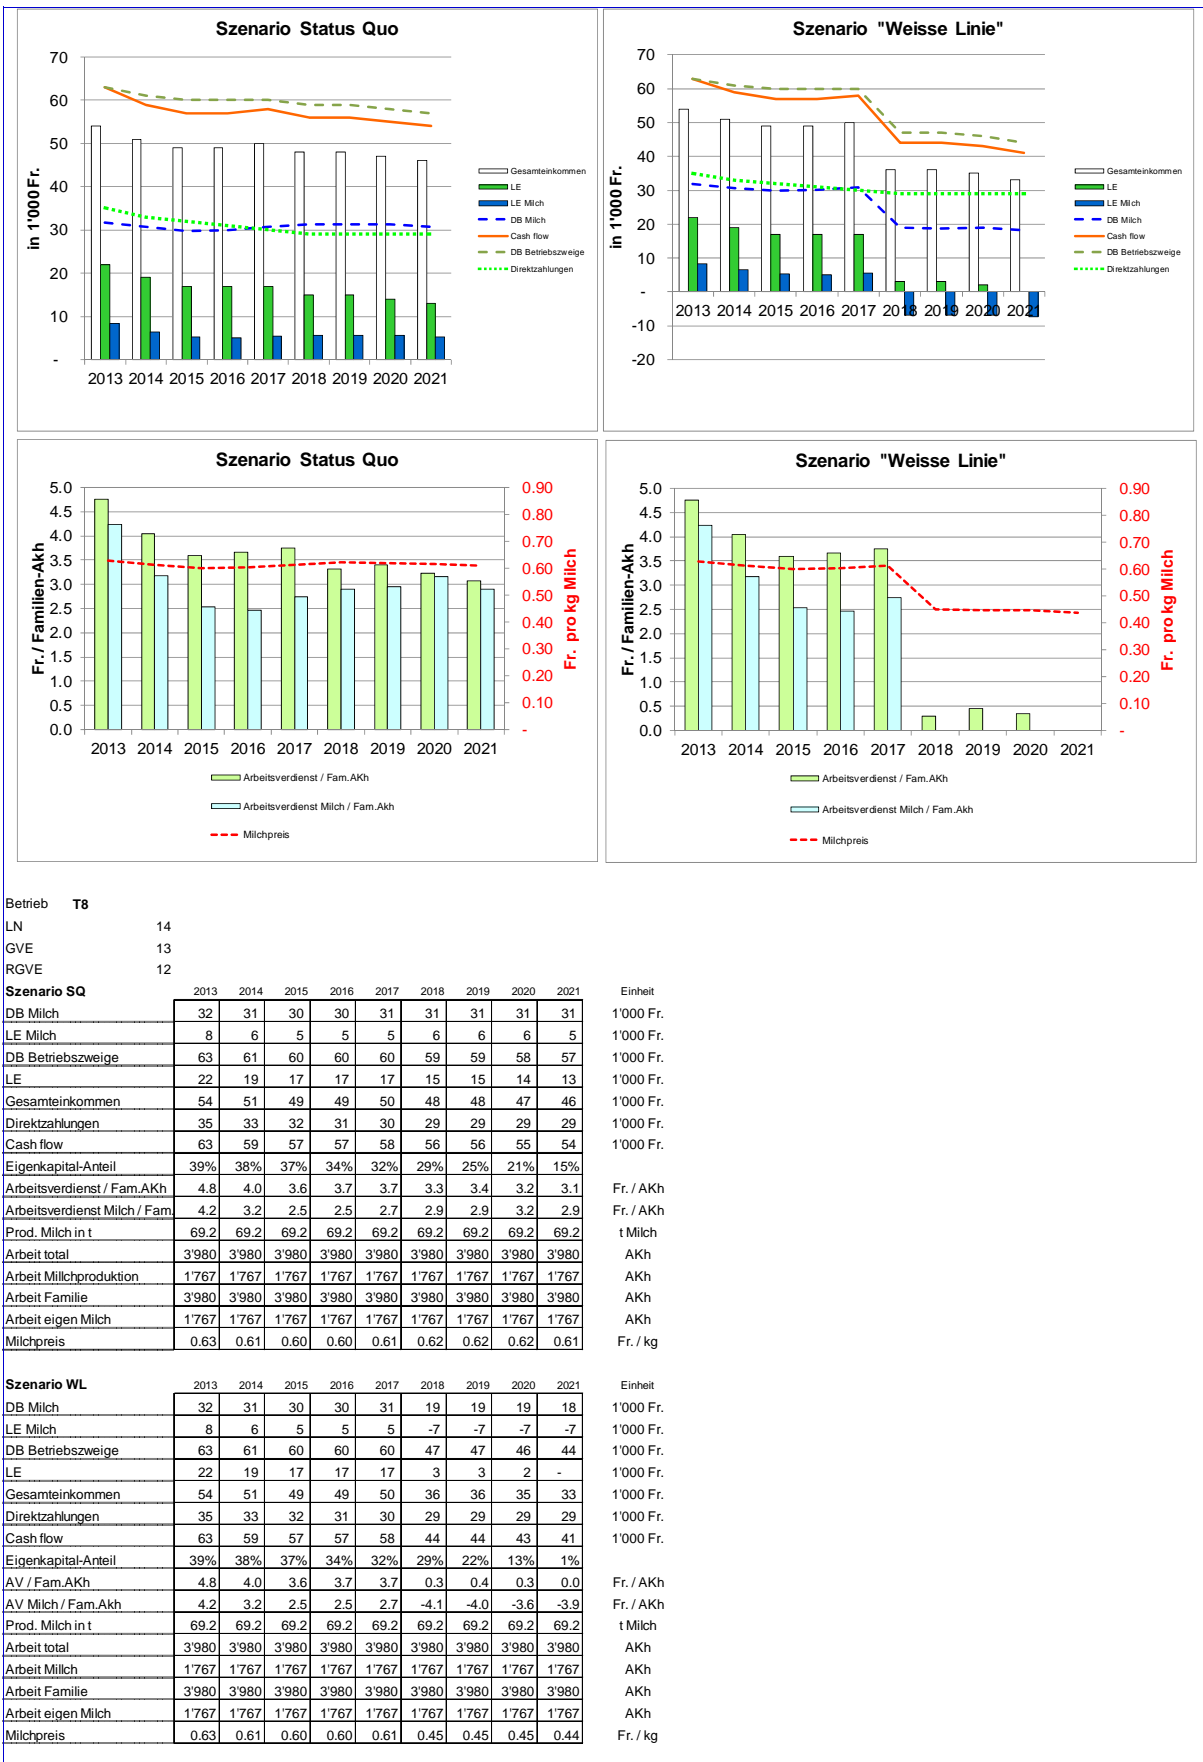 Szenario Status Quo
70
60
50
40
30
20
10
-
in 1'000 Fr.
2013 2014 2015 2016 2017 2018 2019 2020 2021
Gesamteinkommen
LE
LE Milch
DB Milch
Cash flow
DB Betriebszweige
Direktzahlungen
Szenario "Weisse Linie"
70
60
50
40
30
20
10
-
-10
-20
in 1'000 Fr.
2013 2014 2015 2016 2017 2018 2019 2020 2021
Gesamteinkommen
LE
LE Milch
DB Milch
Cash flow
DB Betriebszweige
Direktzahlungen
Szenario Status Quo
5.0
4.5
4.0
3.5
3.0
2.5
2.0
1.5
1.0
0.5
0.0
Fr. / Familien-Akh
0.90
0.80
0.70
0.60
0.50
0.40
0.30
0.20
0.10
-
Fr. pro kg Milch
2013 2014 2015 2016 2017 2018 2019 2020 2021
Arbeitsverdienst / Fam.AKh
Arbeitsverdienst Milch / Fam.Akh
Milchpreis
Szenario "Weisse Linie"
5.0
4.5
4.0
3.5
3.0
2.5
2.0
1.5
1.0
0.5
0.0
Fr. / Familien-Akh
0.90
0.80
0.70
0.60
0.50
0.40
0.30
0.20
0.10
-
Fr. pro kg Milch
2013 2014 2015 2016 2017 2018 2019 2020 2021
Arbeitsverdienst / Fam.AKh
Arbeitsverdienst Milch / Fam.Akh
Milchpreis
Betrieb T8
LN 14
GVE 13
RGVE 12
Szenario SQ 2013 2014 2015 2016 2017 2018 2019 2020 2021 Einheit
DB Milch 32 31 30 30 31 31 31 31 31 1'000 Fr.
LE Milch 8 6 5 5 5 6 6 6 5 1'000 Fr.
DB Betriebszweige 63 61 60 60 60 59 59 58 57 1'000 Fr.
LE 22 19 17 17 17 15 15 14 13 1'000 Fr.
Gesamteinkommen 54 51 49 49 50 48 48 47 46 1'000 Fr.
Direktzahlungen 35 33 32 31 30 29 29 29 29 1'000 Fr.
Cash flow 63 59 57 57 58 56 56 55 54 1'000 Fr.
Eigenkapital-Anteil 39% 38% 37% 34% 32% 29% 25% 21% 15%
Arbeitsverdienst / Fam.AKh 4.8 4.0 3.6 3.7 3.7 3.3 3.4 3.2 3.1 Fr. / AKh
Arbeitsverdienst Milch / Fam. 4.2 3.2 2.5 2.5 2.7 2.9 2.9 3.2 2.9 Fr. / AKh
Prod. Milch in t 69.2 69.2 69.2 69.2 69.2 69.2 69.2 69.2 69.2 t Milch
Arbeit total 3'980 3'980 3'980 3'980 3'980 3'980 3'980 3'980 3'980 AKh
Arbeit Millchproduktion 1'767 1'767 1'767 1'767 1'767 1'767 1'767 1'767 1'767 AKh
Arbeit Familie 3'980 3'980 3'980 3'980 3'980 3'980 3'980 3'980 3'980 AKh
Arbeit eigen Milch 1'767 1'767 1'767 1'767 1'767 1'767 1'767 1'767 1'767 AKh
Milchpreis 0.63 0.61 0.60 0.60 0.61 0.62 0.62 0.62 0.61 Fr. / kg
Szenario WL 2013 2014 2015 2016 2017 2018 2019 2020 2021 Einheit
DB Milch 32 31 30 30 31 19 19 19 18 1'000 Fr.
LE Milch 8 6 5 5 5 -7 -7 -7 -7 1'000 Fr.
DB Betriebszweige 63 61 60 60 60 47 47 46 44 1'000 Fr.
LE 22 19 17 17 17 3 3 2 - 1'000 Fr.
Gesamteinkommen 54 51 49 49 50 36 36 35 33 1'000 Fr.
Direktzahlungen 35 33 32 31 30 29 29 29 29 1'000 Fr.
Cash flow 63 59 57 57 58 44 44 43 41 1'000 Fr.
Eigenkapital-Anteil 39% 38% 37% 34% 32% 29% 22% 13% 1%
AV / Fam.AKh 4.8 4.0 3.6 3.7 3.7 0.3 0.4 0.3 0.0 Fr. / AKh
AV Milch / Fam.Akh 4.2 3.2 2.5 2.5 2.7 -4.1 -4.0 -3.6 -3.9 Fr. / AKh
Prod. Milch in t 69.2 69.2 69.2 69.2 69.2 69.2 69.2 69.2 69.2 t Milch
Arbeit total 3'980 3'980 3'980 3'980 3'980 3'980 3'980 3'980 3'980 AKh
Arbeit Millch 1'767 1'767 1'767 1'767 1'767 1'767 1'767 1'767 1'767 AKh
Arbeit Familie 3'980 3'980 3'980 3'980 3'980 3'980 3'980 3'980 3'980 AKh
Arbeit eigen Milch 1'767 1'767 1'767 1'767 1'767 1'767 1'767 1'767 1'767 AKh
Milchpreis 0.63 0.61 0.60 0.60 0.61 0.45 0.45 0.45 0.44 Fr. / kg